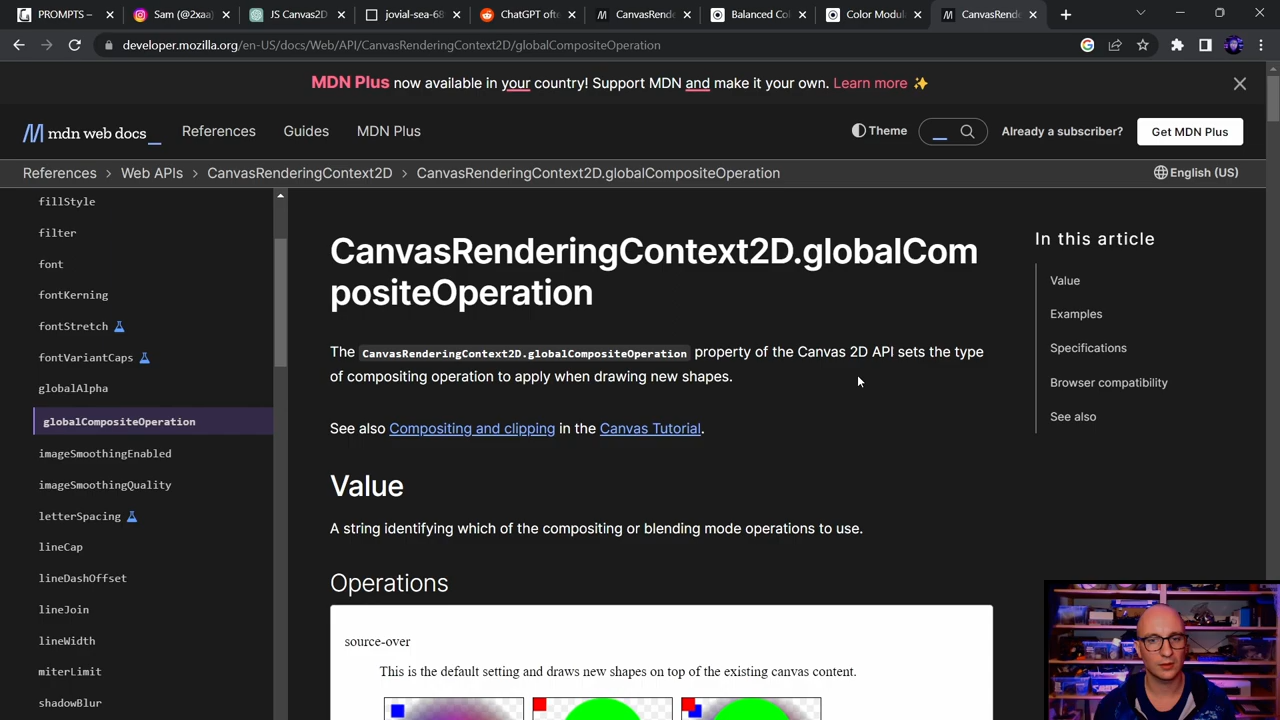 PROMPTS –
Sam (@2xaa)
JS Canvas2D
jovial-sea-68
ChatGPT ofte
CanvasRende
Balanced Col
Color Modul
CanvasRende
developer.mozilla.org/en-US/docs/Web/API/CanvasRenderingContext2D/globalCompositeOperation
MDN Plus now available in your country! Support MDN and make it your own. Learn more ✨
mdn web docs_
References
Guides
MDN Plus
Theme
Already a subscriber?
Get MDN Plus
References > Web APIs > CanvasRenderingContext2D > CanvasRenderingContext2D.globalCompositeOperation
English (US)
fillStyle
filter
font
fontKerning
fontStretch
fontVariantCaps
globalAlpha
globalCompositeOperation
imageSmoothingEnabled
imageSmoothingQuality
letterSpacing
lineCap
lineDashOffset
lineJoin
lineWidth
miterLimit
shadowBlur
CanvasRenderingContext2D.globalCom
positeOperation
The CanvasRenderingContext2D.globalCompositeOperation property of the Canvas 2D API sets the type
of compositing operation to apply when drawing new shapes.
See also Compositing and clipping in the Canvas Tutorial.
Value
A string identifying which of the compositing or blending mode operations to use.
Operations
source-over
This is the default setting and draws new shapes on top of the existing canvas content.
In this article
Value
Examples
Specifications
Browser compatibility
See also